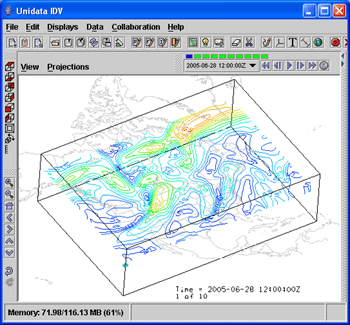 Unidata IDV
File Edit Displays Data Collaboration Help
2005-06-28 12:00:00Z
View Projections
Time = 2005-06-28 12:00:00Z
1 of 10
Memory: 71.98/116.13 MB (61%)